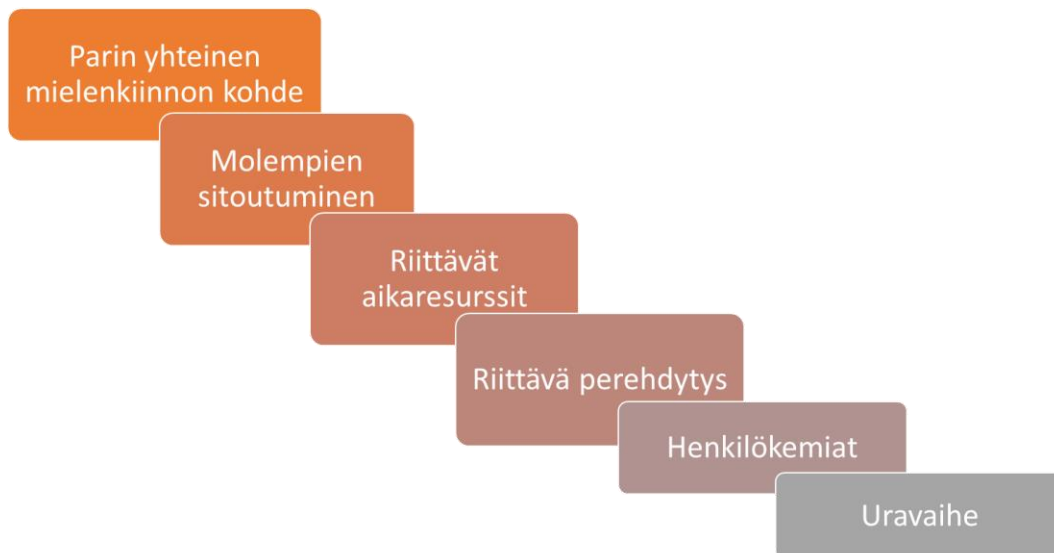 Parin yhteinen
mielenkiinnon kohde
Molempien
sitoutuminen
Riittävät
aikaresurssit
Riittävä perehdytys
Henkilökemiat
Uravaihe